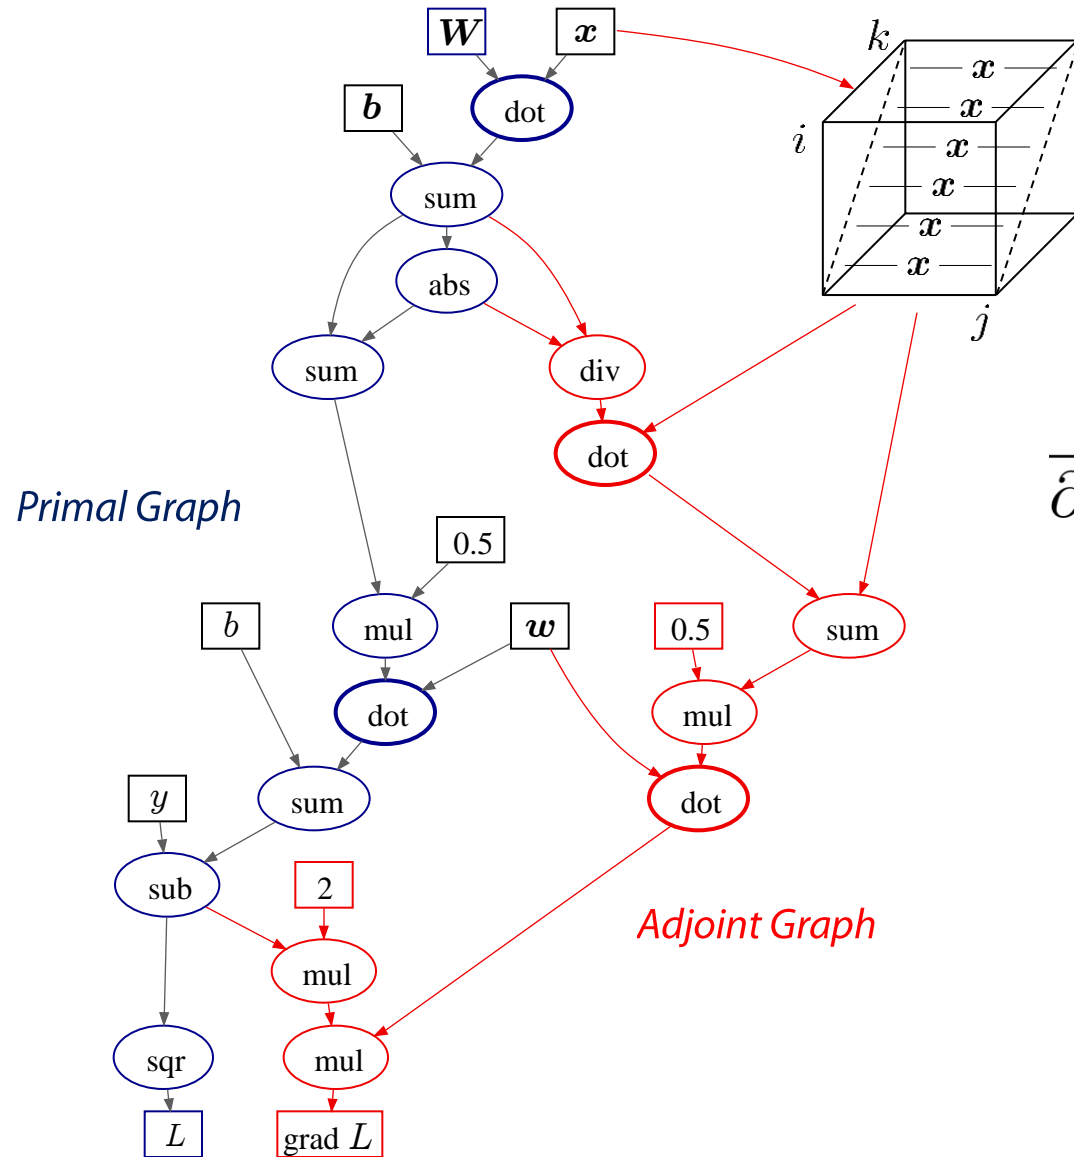 W
x
k
x
x
b
dot
i
x
x
sum
x
abs
x
j
sum
div
dot
Primal Graph
∂
0.5
b
mul
w
0.5
sum
dot
mul
y
sum
dot
sub
2
Adjoint Graph
mul
sqr
mul
L
grad L